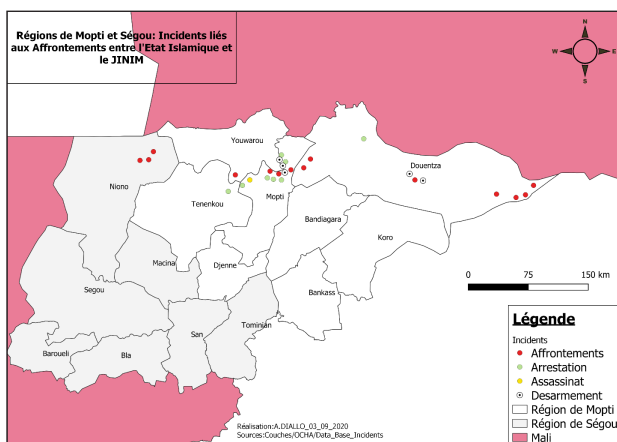 Régions de Mopti et Ségou: Incidents liés
aux Affrontements entre l'Etat Islamique et
le JINIM
N
W E
S
Youwarou
Douentza
Niono
Tenenkou
Mopti
Bandiagara
Koro
Macina
Djenne
Segou
Bankass
Tominian
San
Baroueli
Bla
0 75 150 km
Légende
Incidents
Affrontements
Arrestation
Assassinat
Desarmement
Région de Mopti
Région de Ségou
Mali
Réalisation:A.DIALLO_03_09_2020
Sources:Couches/OCHA/Data_Base_Incidents